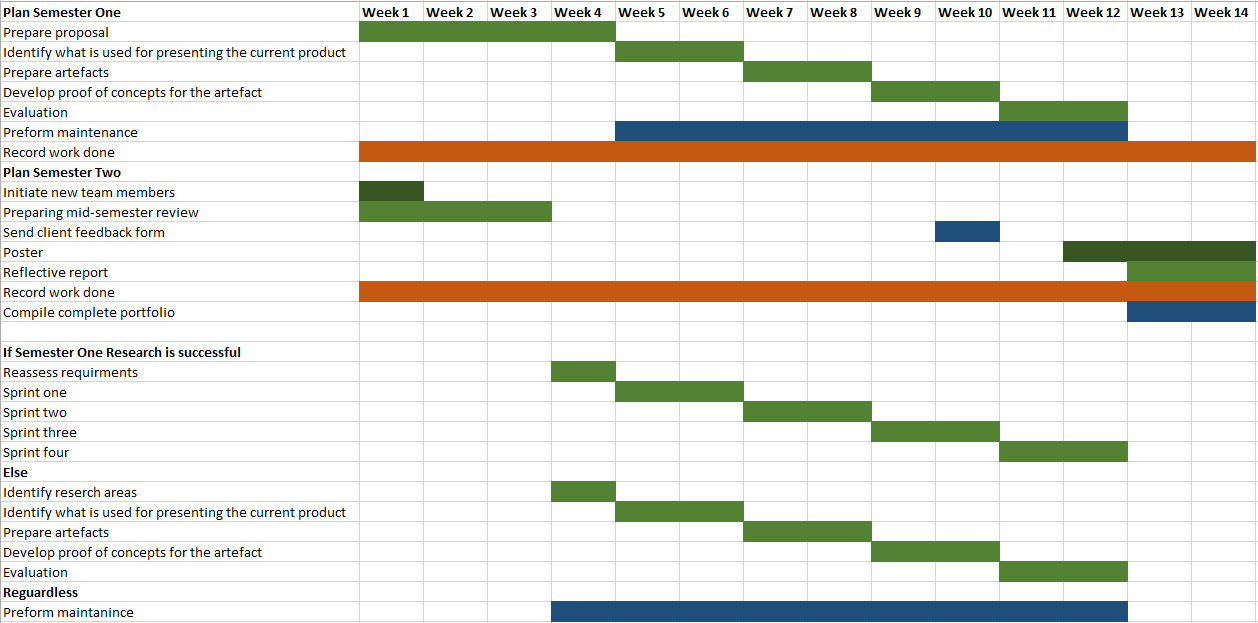 Plan Semester One Week 1 Week 2 Week 3 Week 4 Week 5 Week 6 Week 7 Week 8 Week 9 Week 10 Week 11 Week 12 Week 13 Week 14
Prepare proposal
Identify what is used for presenting the current product
Prepare artefacts
Develop proof of concepts for the artefact
Evaluation
Preform maintenance
Record work done
Plan Semester Two
Initiate new team members
Preparing mid-semester review
Send client feedback form
Poster
Reflective report
Record work done
Compile complete portfolio
If Semester One Research is successful
Reassess requirments
Sprint one
Sprint two
Sprint three
Sprint four
Else
Identify reserch areas
Identify what is used for presenting the current product
Prepare artefacts
Develop proof of concepts for the artefact
Evaluation
Reguardless
Preform maintanince